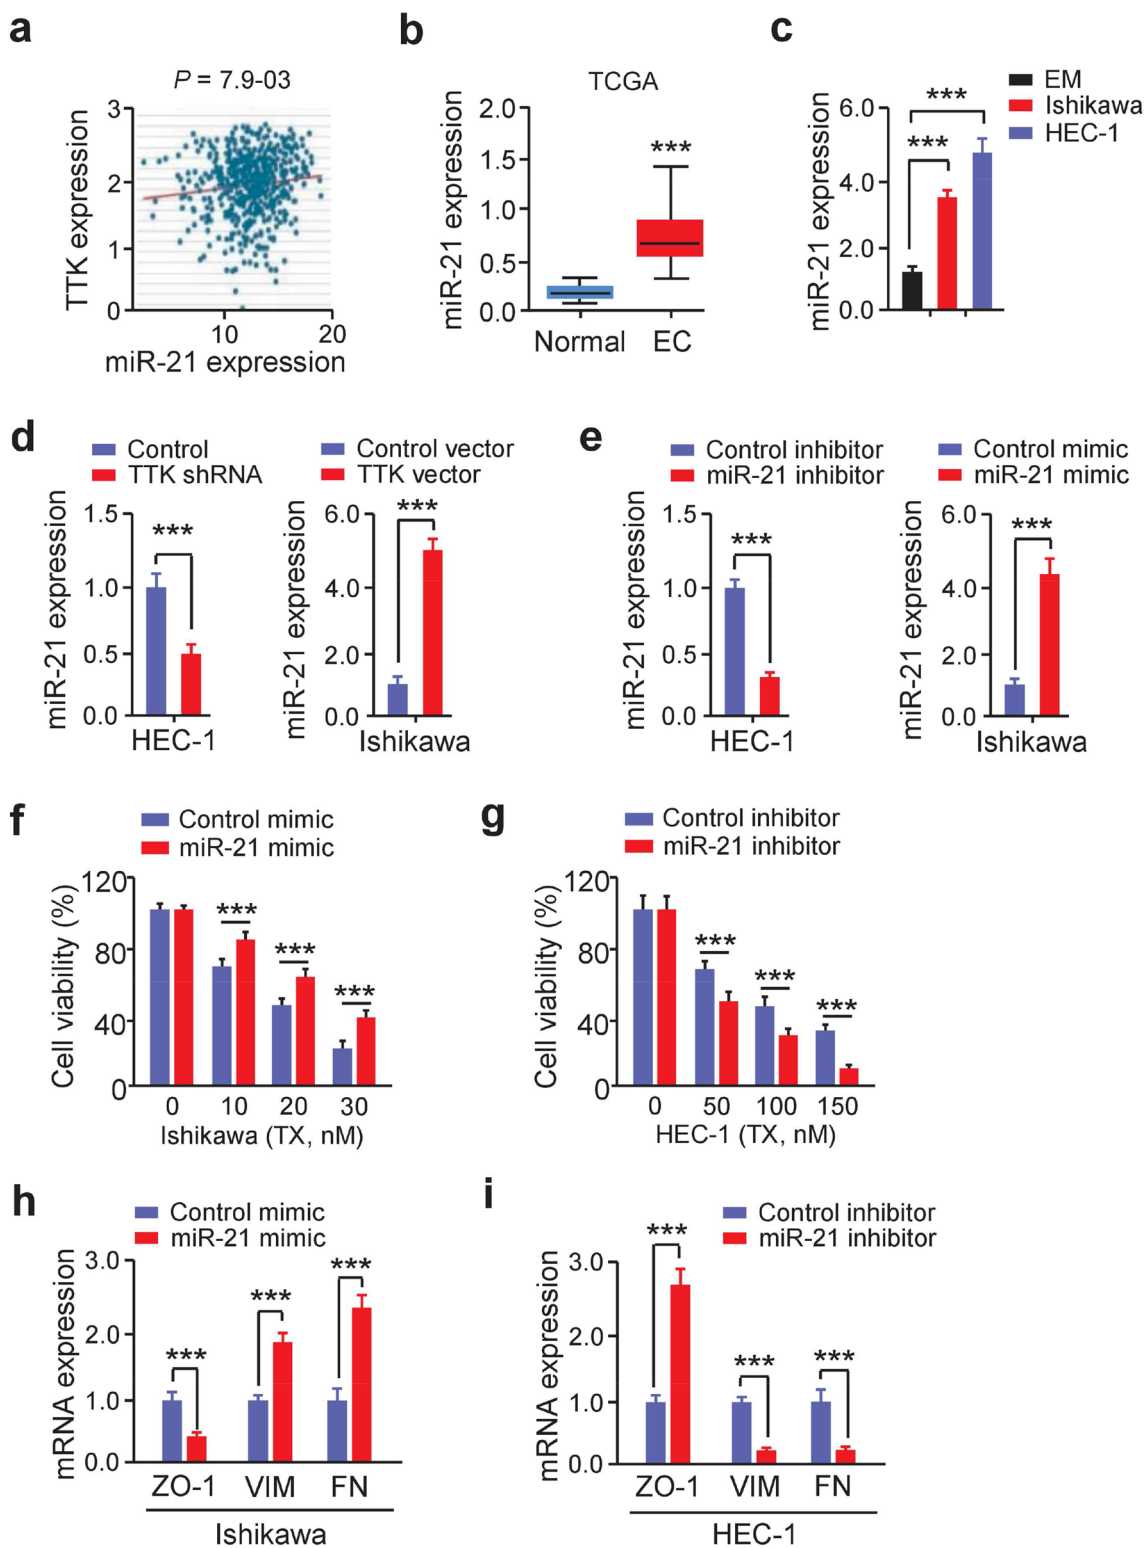 a
P = 7.9-03
TTK expression
3
2
1
0
10
20
miR-21 expression
b
TCGA
miR-21 expression
2.0
1.5
1.0
0.5
0.0
***
Normal
EC
c
EM
Ishikawa
HEC-1
miR-21 expression
6.0
4.0
2.0
0.0
***
***
d
Control
TTK shRNA
miR-21 expression
1.5
1.0
0.5
0.0
***
HEC-1
Control vector
TTK vector
miR-21 expression
6.0
4.0
2.0
0.0
***
Ishikawa
e
Control inhibitor
miR-21 inhibitor
miR-21 expression
1.5
1.0
0.5
0.0
***
HEC-1
Control mimic
miR-21 mimic
miR-21 expression
6.0
4.0
2.0
0.0
***
Ishikawa
f
Control mimic
miR-21 mimic
Cell viability (%)
120
80
40
0
***
***
***
0 10 20 30
Ishikawa (TX, nM)
g
Control inhibitor
miR-21 inhibitor
Cell viability (%)
120
80
40
0
***
***
***
0 50 100 150
HEC-1 (TX, nM)
h
Control mimic
miR-21 mimic
mRNA expression
3.0
2.0
1.0
0.0
***
***
***
ZO-1 VIM FN
Ishikawa
i
Control inhibitor
miR-21 inhibitor
mRNA expression
3.0
2.0
1.0
0.0
***
***
***
ZO-1 VIM FN
HEC-1